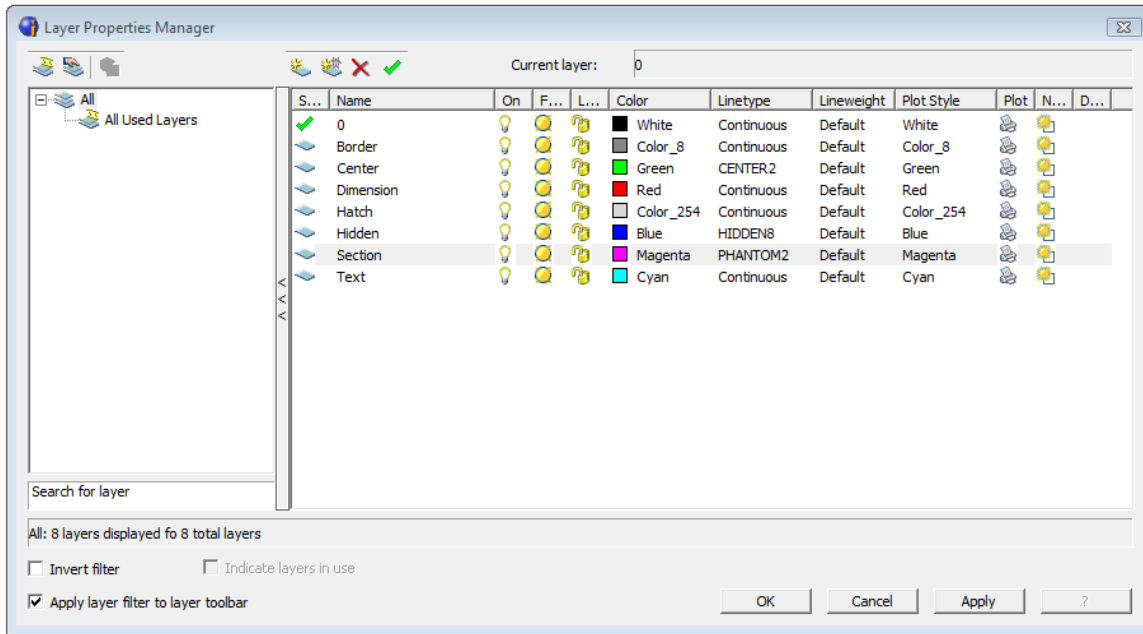 Layer Properties Manager
Current layer: 0
All
All Used Layers
S... Name On F... L... Color Linetype Lineweight Plot Style Plot N... D...
0 White Continuous Default White
Border Color_8 Continuous Default Color_8
Center Green CENTER2 Default Green
Dimension Red Continuous Default Red
Hatch Color_254 Continuous Default Color_254
Hidden Blue HIDDEN8 Default Blue
Section Magenta PHANTOM2 Default Magenta
Text Cyan Continuous Default Cyan
<
<
<
Search for layer
All: 8 layers displayed fo 8 total layers
Invert filter Indicate layers in use
Apply layer filter to layer toolbar OK Cancel Apply ?